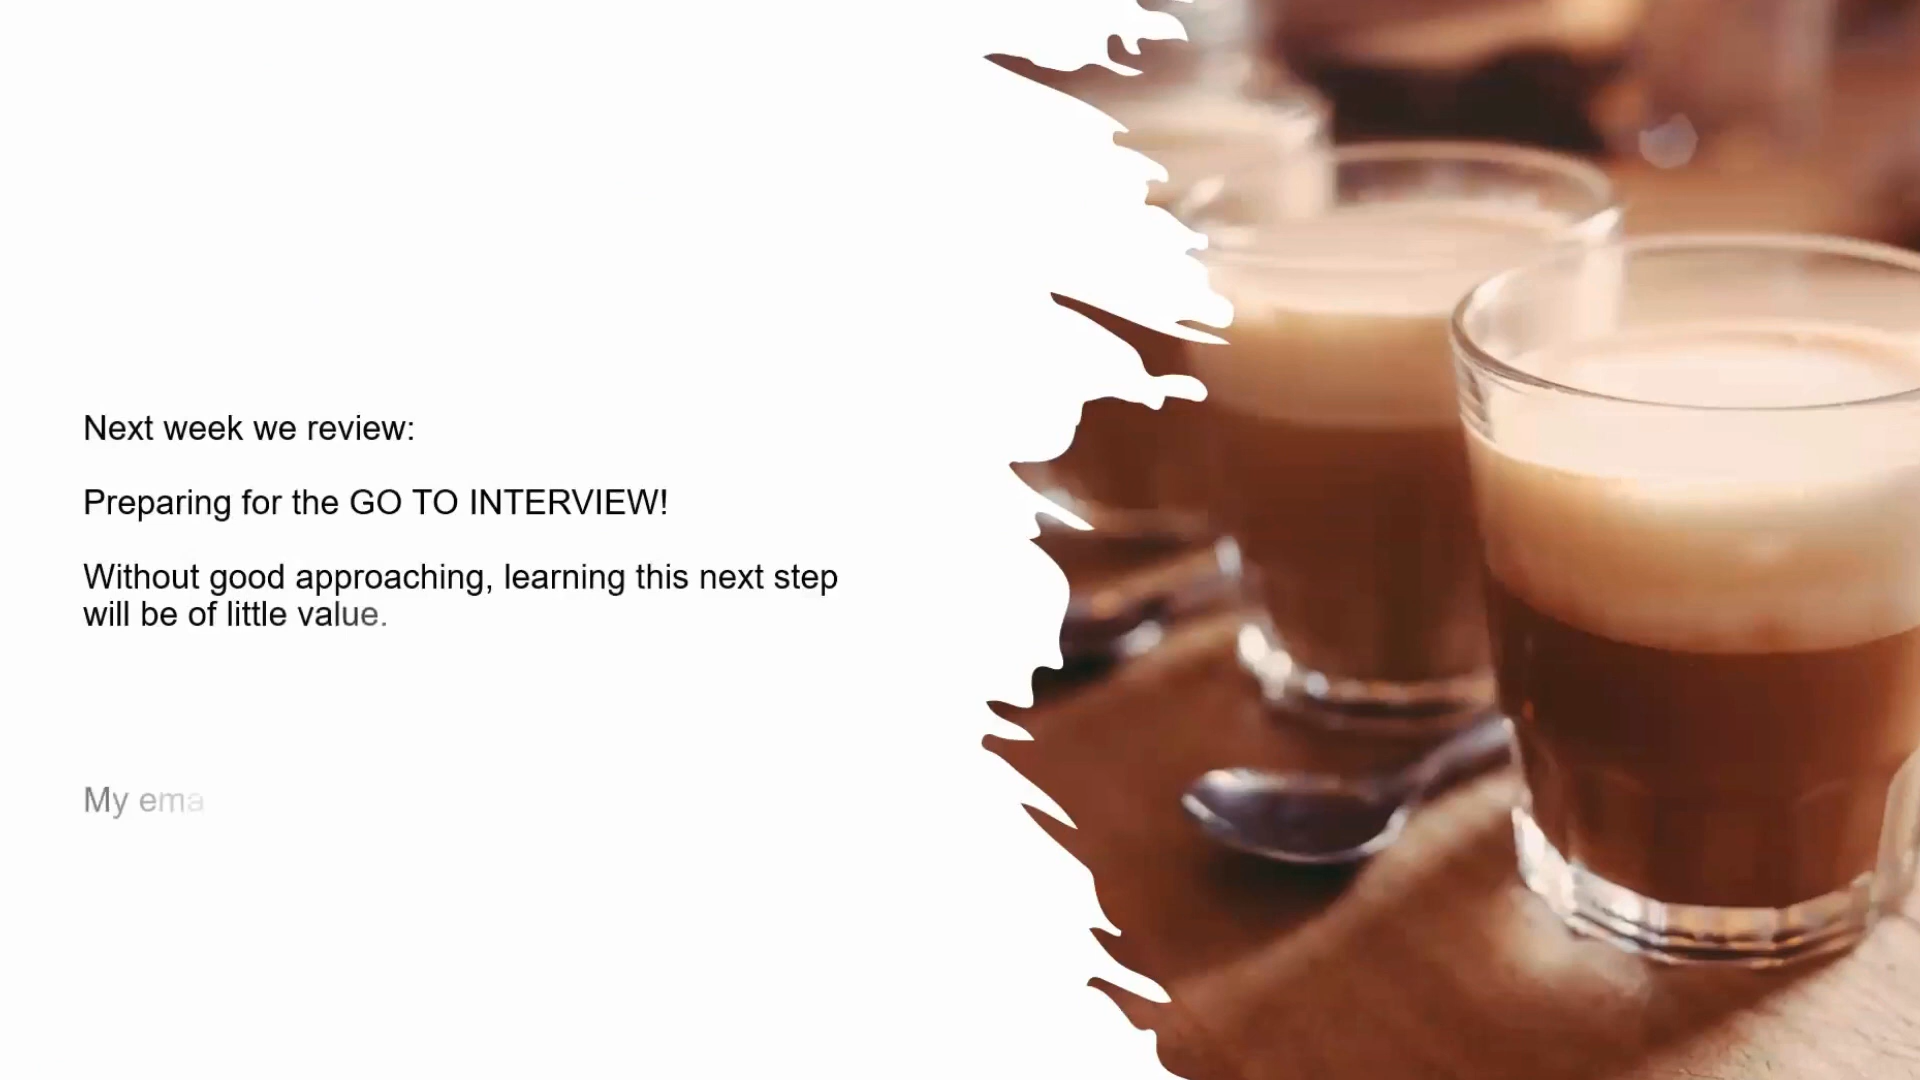 Next week we review:
Preparing for the GO TO INTERVIEW!
Without good approaching, learning this next step
will be of little value.
My ema